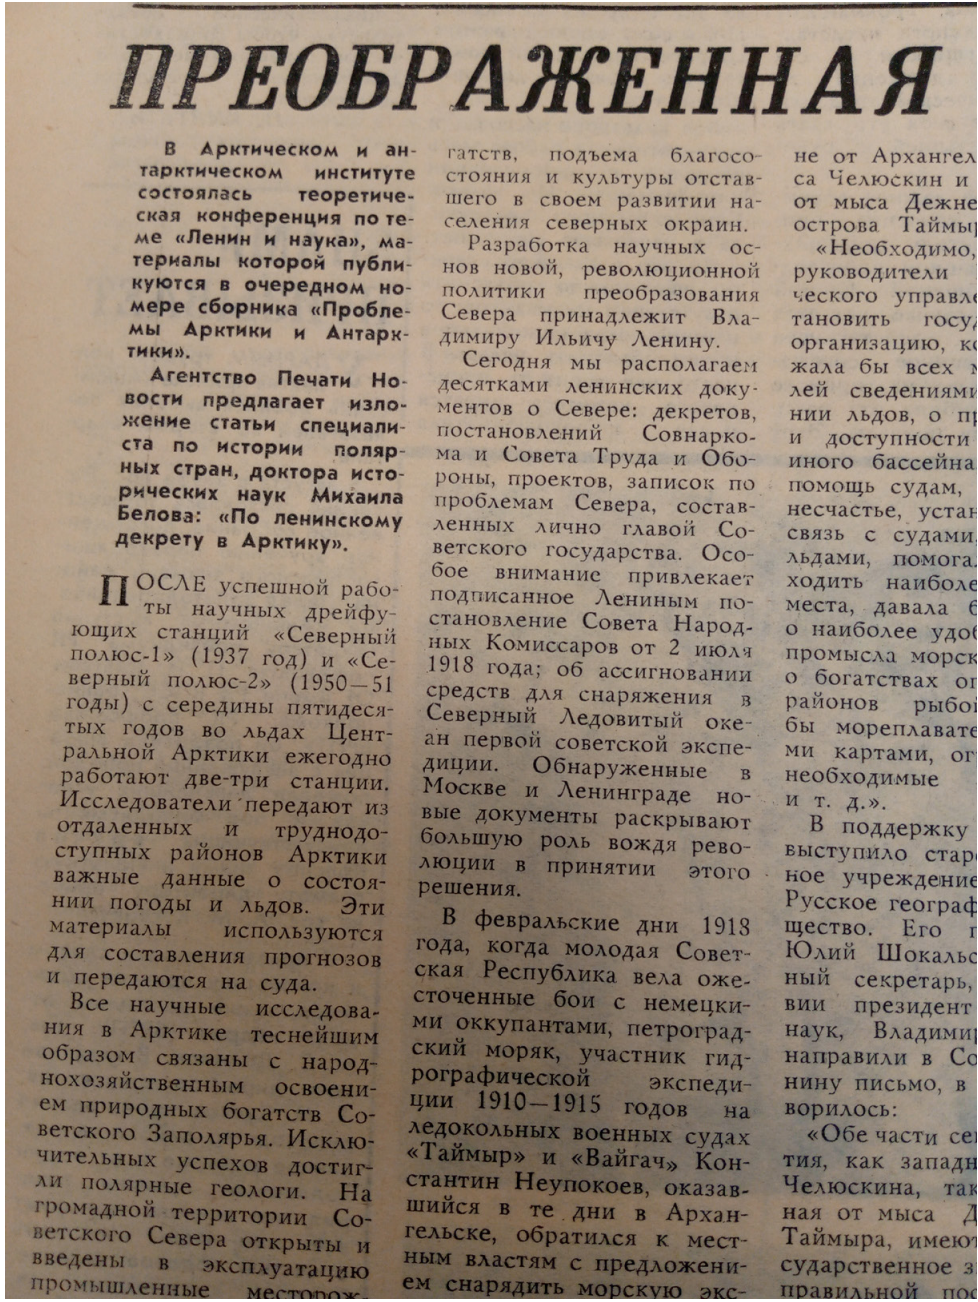 ПРЕОБРАЖЕННАЯ
В Арктическом и ан-
тарктическом институте
состоялась теоретиче-
ская конференция по те-
ме «Ленин и наука», ма-
териалы которой публи-
куются в очередном но-
мере сборника «Пробле-
мы Арктики и Антарк-
тики».
Агентство Печати Но-
вости предлагает изло-
жение статьи специали-
ста по истории поляр-
ных стран, доктора исто-
рических наук Михаила
Белова: «По ленинскому
декрету в Арктику».
ПОСЛЕ успешной рабо-
ты научных дрейфу-
ющих станций «Северный
полюс-1» (1937 год) и «Се-
верный полюс-2» (1950—51
годы) с середины пятидеся-
тых годов во льдах Цент-
ральной Арктики ежегодно
работают две-три станции.
Исследователи передают из
отдаленных и труднодо-
ступных районов Арктики
важные данные о состоя-
нии погоды и льдов. Эти
материалы используются
для составления прогнозов
и передаются на суда.
Все научные исследова-
ния в Арктике теснейшим
образом связаны с народ-
нохозяйственным освоени-
ем природных богатств Со-
ветского Заполярья. Исклю-
чительных успехов достиг-
ли полярные геологи. На
громадной территории Со-
ветского Севера открыты и
введены в эксплуатацию
промышленные месторож-
гатств, подъема благосо-
стояния и культуры отстав-
шего в своем развитии на-
селения северных окраин.
Разработка научных ос-
нов новой, революционной
политики преобразования
Севера принадлежит Вла-
димиру Ильичу Ленину.
Сегодня мы располагаем
десятками ленинских доку-
ментов о Севере: декретов,
постановлений Совнарко-
ма и Совета Труда и Обо-
роны, проектов, записок по
проблемам Севера, состав-
ленных лично главой Со-
ветского государства. Осо-
бое внимание привлекает
подписанное Лениным по-
становление Совета Народ-
ных Комиссаров от 2 июля
1918 года; об ассигновании
средств для снаряжения в
Северный Ледовитый оке-
ан первой советской экспе-
диции. Обнаруженные в
Москве и Ленинграде но-
вые документы раскрывают
большую роль вождя рево-
люции в принятии этого
решения.
В февральские дни 1918
года, когда молодая Совет-
ская Республика вела оже-
сточенные бои с немецки-
ми оккупантами, петроград-
ский моряк, участник гид-
рографической экспеди-
ции 1910—1915 годов на
ледокольных военных судах
«Таймыр» и «Вайгач» Кон-
стантин Неупокоев, оказав-
шийся в те дни в Архан-
гельске, обратился к мест-
ным властям с предложени-
ем снарядить морскую экс-
не от Архангел
са Челюскин и
от мыса Дежне
острова Таймыр
«Необходимо,
руководители
ческого управле
тановить госуд
организацию, ко
жала бы всех м
лей сведениями
нии льдов, о пр
и доступности
иного бассейна
помощь судам,
несчастье, устан
связь с судами,
льдами, помога
ходить наиболе
места, давала б
о наиболее удоб
промысла морск
о богатствах ог
районов рыбой
бы мореплавате
ми картами, ог
необходимые
и т. д.».
В поддержку
выступило старе
ное учреждение
Русское географ
щество. Его п
Юлий Шокальс
ный секретарь,
вии президент
наук, Владимир
направили в Со
нину письмо, в
ворилось:
«Обе части се
тия, как западн
Челюскина, так
ная от мыса Д
Таймыра, имеют
сударственное з
правильной пос